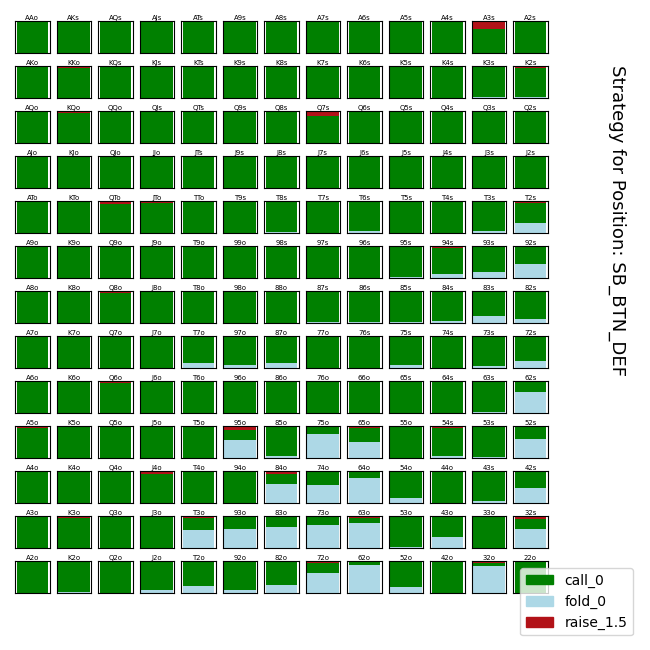 AAo AKs AQs AJs ATs A9s A8s A7s A6s A5s A4s A3s A2s
AKo KKo KQs KJs KTs K9s K8s K7s K6s K5s K4s K3s K2s
AQo KQo QQo QJs QTs Q9s Q8s Q7s Q6s Q5s Q4s Q3s Q2s
AJo KJo QJo JJo JTs J9s J8s J7s J6s J5s J4s J3s J2s
ATo KTo QTo JTo TTo T9s T8s T7s T6s T5s T4s T3s T2s
A9o K9o Q9o J9o T9o 99o 98s 97s 96s 95s 94s 93s 92s
A8o K8o Q8o J8o T8o 98o 88o 87s 86s 85s 84s 83s 82s
A7o K7o Q7o J7o T7o 97o 87o 77o 76s 75s 74s 73s 72s
A6o K6o Q6o J6o T6o 96o 86o 76o 66o 65s 64s 63s 62s
A5o K5o Q5o J5o T5o 95o 85o 75o 65o 55o 54s 53s 52s
A4o K4o Q4o J4o T4o 94o 84o 74o 64o 54o 44o 43s 42s
A3o K3o Q3o J3o T3o 93o 83o 73o 63o 53o 43o 33o 32s
A2o K2o Q2o J2o T2o 92o 82o 72o 62o 52o 42o 32o 22o
Strategy for Position: SB_BTN_DEF
call_0
fold_0
raise_1.5